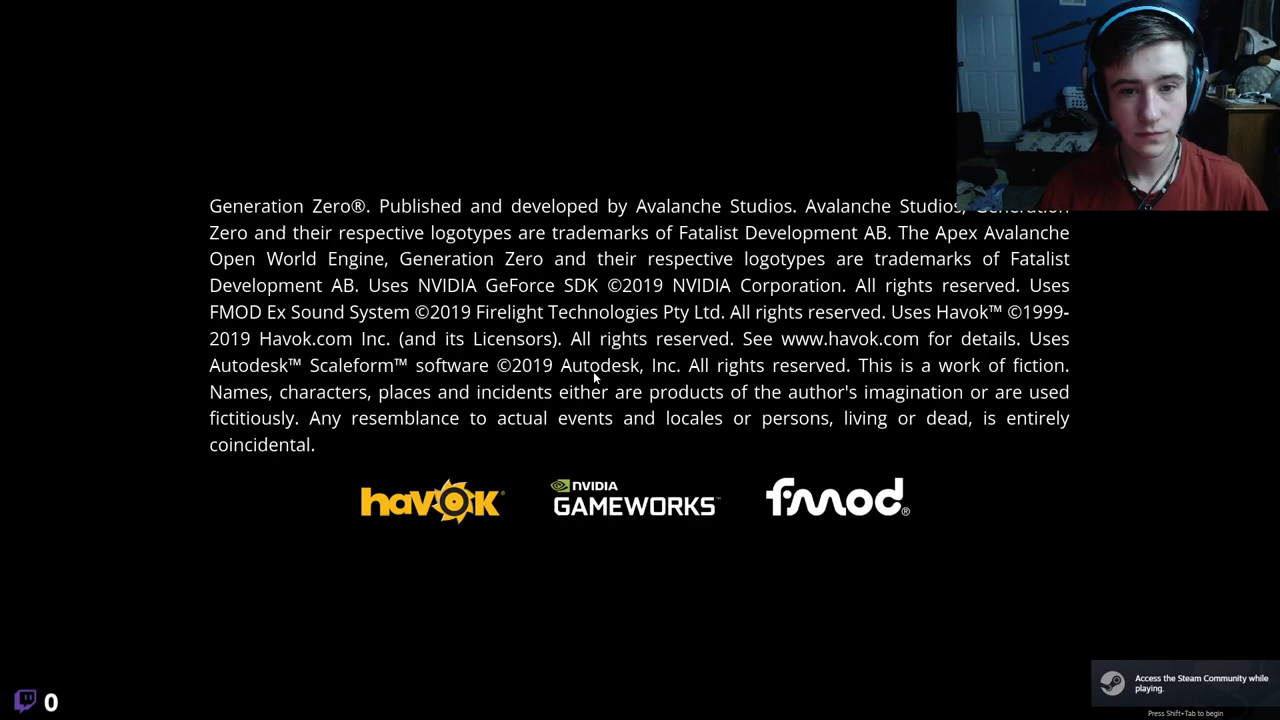 Generation Zero®. Published and developed by Avalanche Studios. Avalanche Studios, Generation
Zero and their respective logotypes are trademarks of Fatalist Development AB. The Apex Avalanche
Open World Engine, Generation Zero and their respective logotypes are trademarks of Fatalist
Development AB. Uses NVIDIA GeForce SDK ©2019 NVIDIA Corporation. All rights reserved. Uses
FMOD Ex Sound System ©2019 Firelight Technologies Pty Ltd. All rights reserved. Uses Havok™ ©1999-
2019 Havok.com Inc. (and its Licensors). All rights reserved. See www.havok.com for details. Uses
Autodesk™ Scaleform™ software ©2019 Autodesk, Inc. All rights reserved. This is a work of fiction.
Names, characters, places and incidents either are products of the author's imagination or are used
fictitiously. Any resemblance to actual events and locales or persons, living or dead, is entirely
coincidental.
havok®
NVIDIA
GAMEWORKS™
fmod®
0
Access the Steam Community while
playing.
Press Shift+Tab to begin